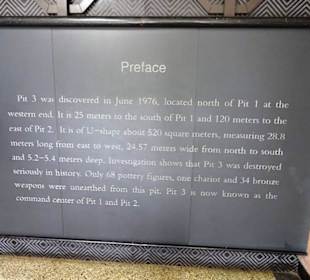 Preface
Pit 3 was discovered in June 1976, located north of Pit 1 at the
western end. It is 25 meters to the south of Pit 1 and 120 meters to the
east of Pit 2. It is of U-shape about 520 square meters, measuring 28.8
meters long from east to west, 24.57 meters wide from north to south
and 5.2-5.4 meters deep. Investigation shows that Pit 3 was destroyed
seriously in history. Only 68 pottery figures, one chariot and 34 bronze
weapons were unearthed from this pit. Pit 3 is now known as the
command center of Pit 1 and Pit 2.